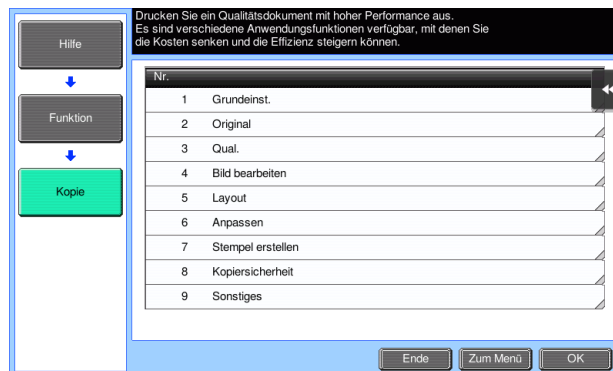 Drucken Sie ein Qualitätsdokument mit hoher Performance aus.
Es sind verschiedene Anwendungsfunktionen verfügbar, mit denen Sie
die Kosten senken und die Effizienz steigern können.
Hilfe
Funktion
Kopie
Nr.
1 Grundeinst.
2 Original
3 Qual.
4 Bild bearbeiten
5 Layout
6 Anpassen
7 Stempel erstellen
8 Kopiersicherheit
9 Sonstiges
Ende Zum Menü OK